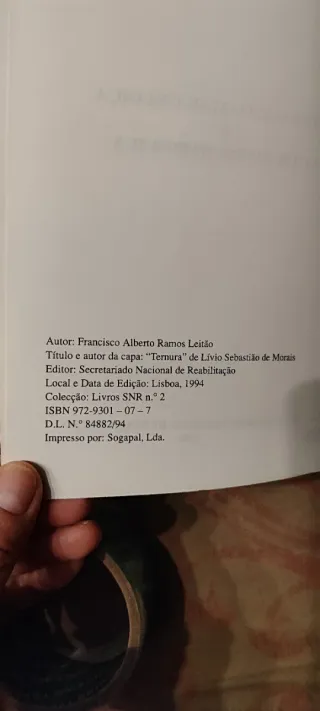 Autor: Francisco Alberto Ramos Leitão
Título e autor da capa: "Ternura" de Lívio Sebastião de Morais
Editor: Secretariado Nacional de Reabilitação
Local e Data de Edição: Lisboa, 1994
Colecção: Livros SNR n.º 2
ISBN 972-9301 – 07 - 7
D.L. N.º 84882/94
Impresso por: Sogapal, Lda.